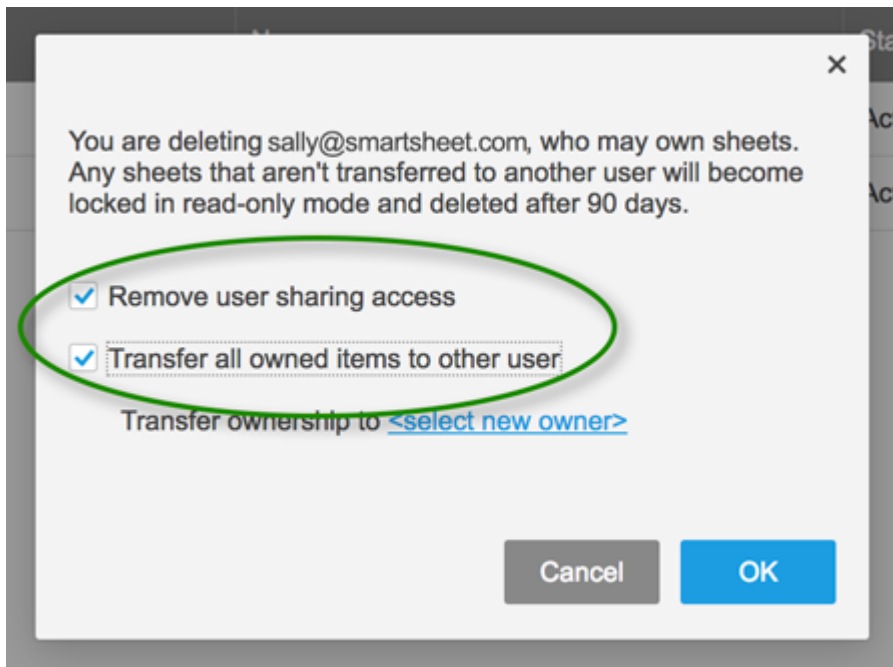 ×
You are deleting sally@smartsheet.com, who may own sheets.
Any sheets that aren't transferred to another user will become
locked in read-only mode and deleted after 90 days.
Remove user sharing access
Transfer all owned items to other user
Transfer ownership to <select new owner>
Cancel
OK